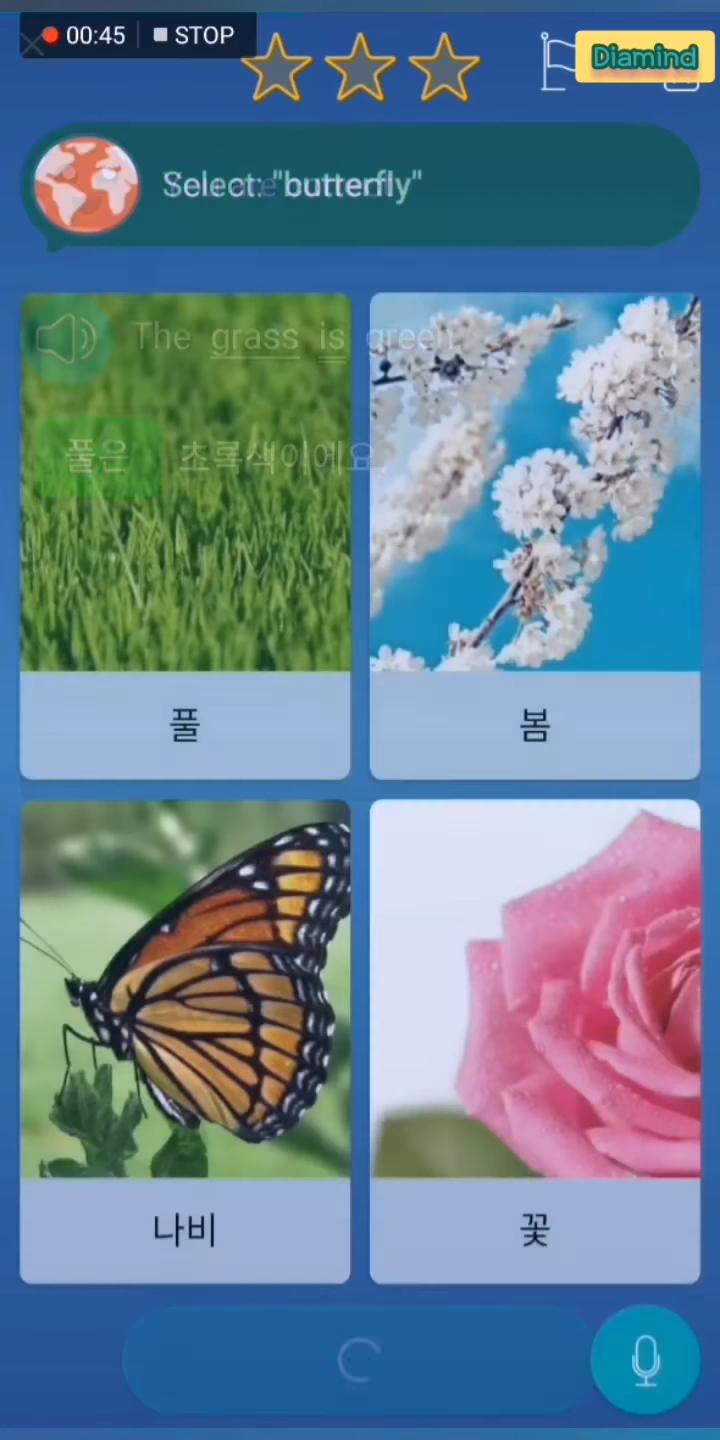 00:45 STOP
Diamind
Select: "butterfly"
The grass is green.
풀은 초록색이에요
풀
봄
나비
꽃